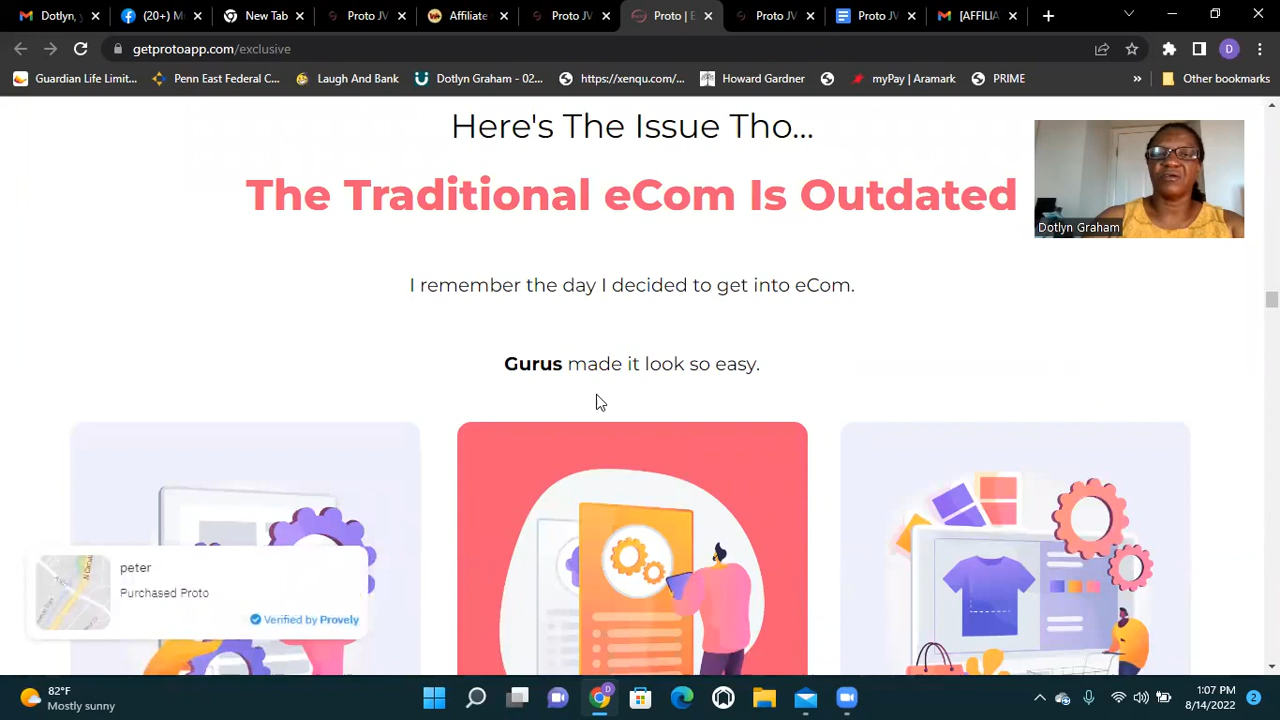 Dotlyn, y
(20+) M
New Tab
Proto JV
Affiliate
Proto JV
Proto | E
Proto JV
Proto JV
[AFFILIA
getprotoapp.com/exclusive
D
Guardian Life Limit...
Penn East Federal C...
Laugh And Bank
Dotlyn Graham - 02...
https://xenqu.com/...
Howard Gardner
myPay | Aramark
PRIME
»
Other bookmarks
Here's The Issue Tho...
The Traditional eCom Is Outdated
Dotlyn Graham
I remember the day I decided to get into eCom.
Gurus made it look so easy.
peter
Purchased Proto
Verified by Provely
82°F
Mostly sunny
1:07 PM
8/14/2022
2